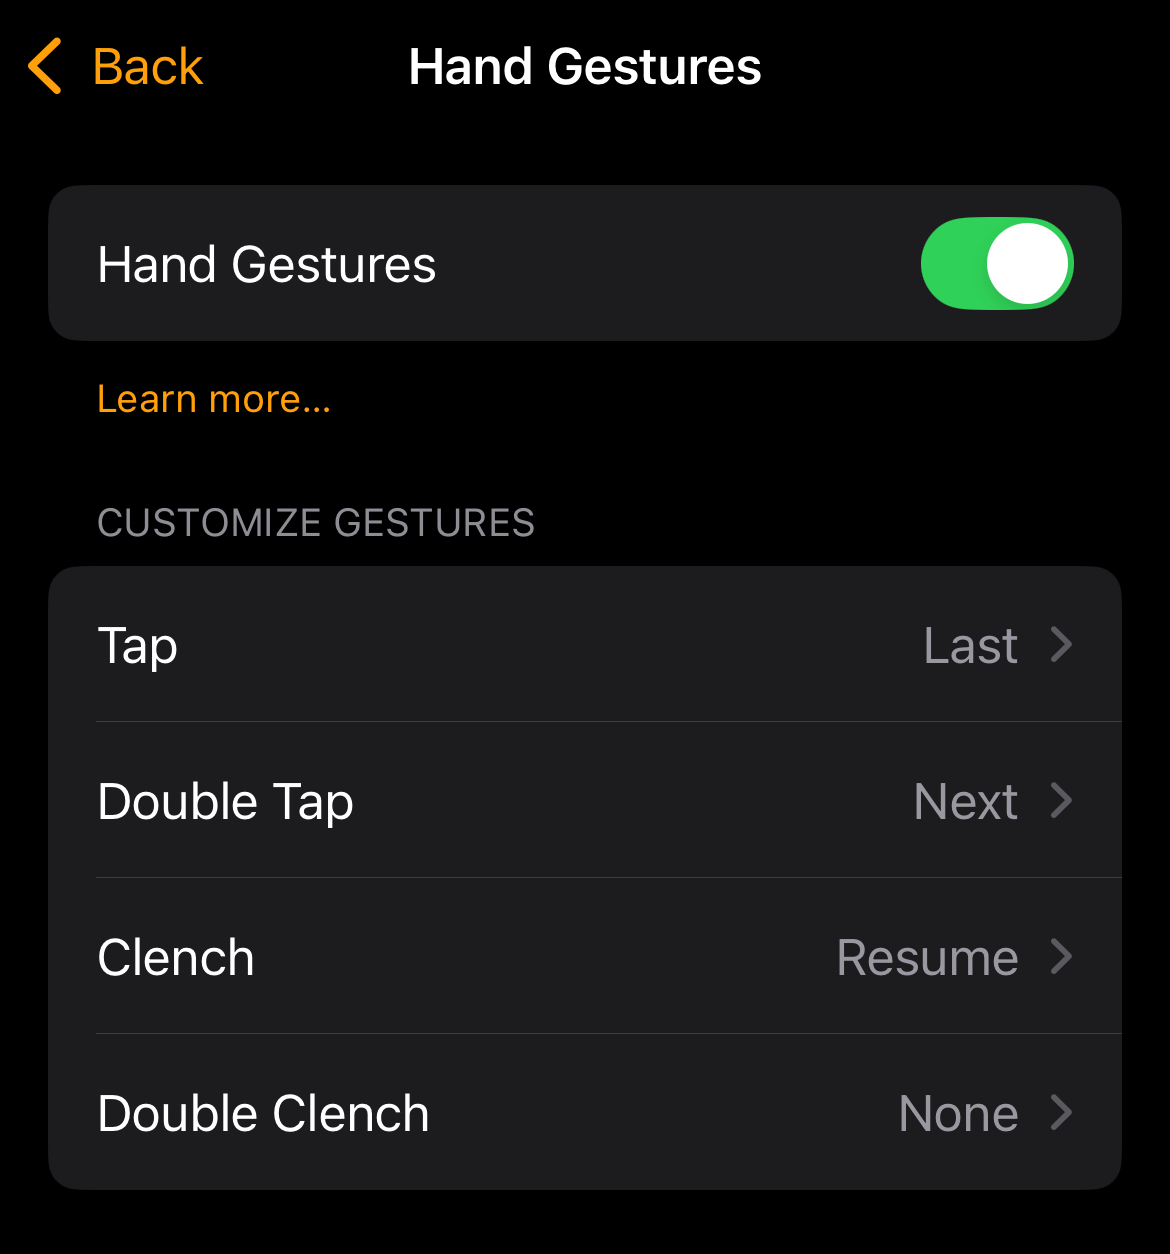 Back
Hand Gestures
Hand Gestures
Learn more...
CUSTOMIZE GESTURES
Tap Last
Double Tap Next
Clench Resume
Double Clench None